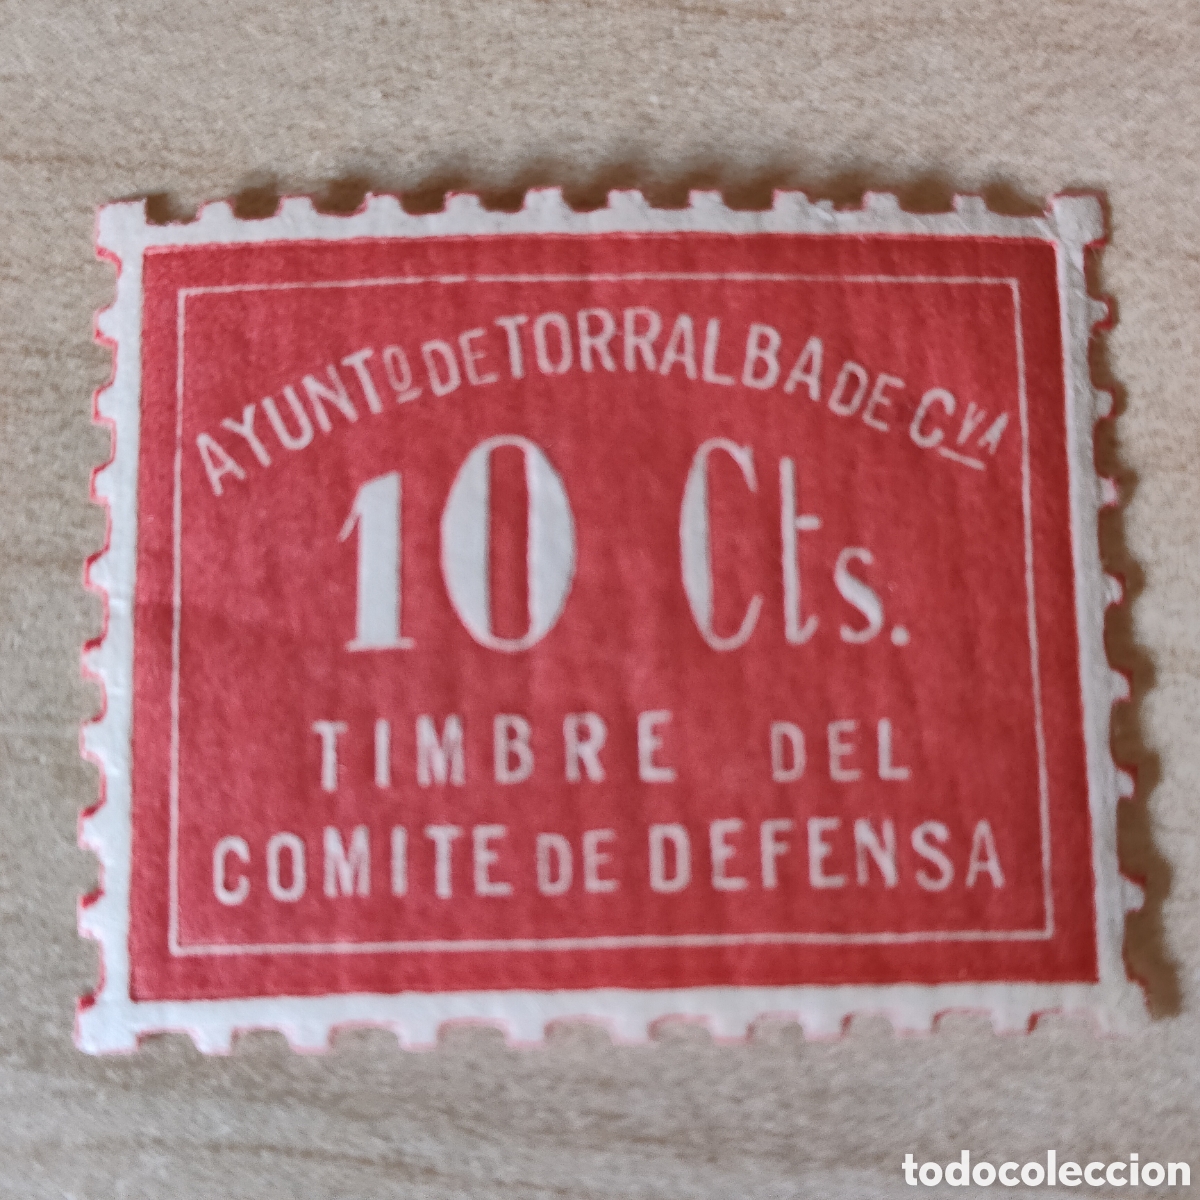 AYUNTº DE TORRALBA DE Cᵛᴬ
10 Cts.
TIMBRE DEL
COMITE DE DEFENSA
todocoleccion